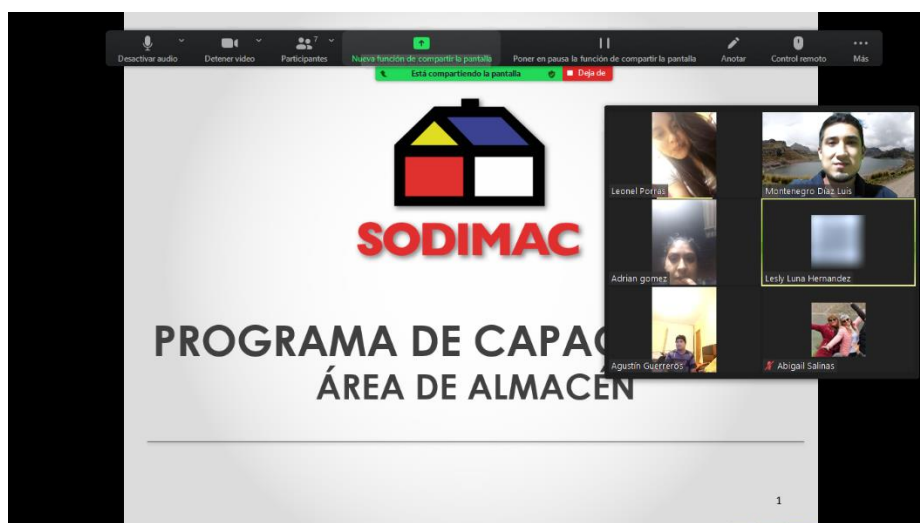 7
Desactivar audio
Detener video
Participantes
Nueva función de compartir la pantalla
Poner en pausa la función de compartir la pantalla
Anotar
Control remoto
Más
Está compartiendo la pantalla
Deja de
SODIMAC
PROGRAMA DE CAPAC
ÁREA DE ALMACÉN
Leonel Porras
Montenegro Diaz Luis
Adrian gomez
Lesly Luna Hernandez
Agustín Guerreros
Abigail Salinas
1